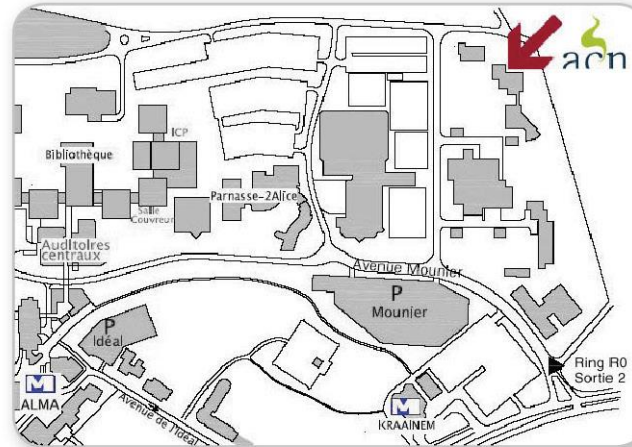 acn
ICP
Bibliothèque
Parnasse-2Alice
Salle
Couvreur
Auditoires
centraux
Avenue Mounier
P
Mounier
P
Idéal
Ring R0
Sortie 2
M
ALMA
Avenue de l'Idéal
M
KRAAINEM